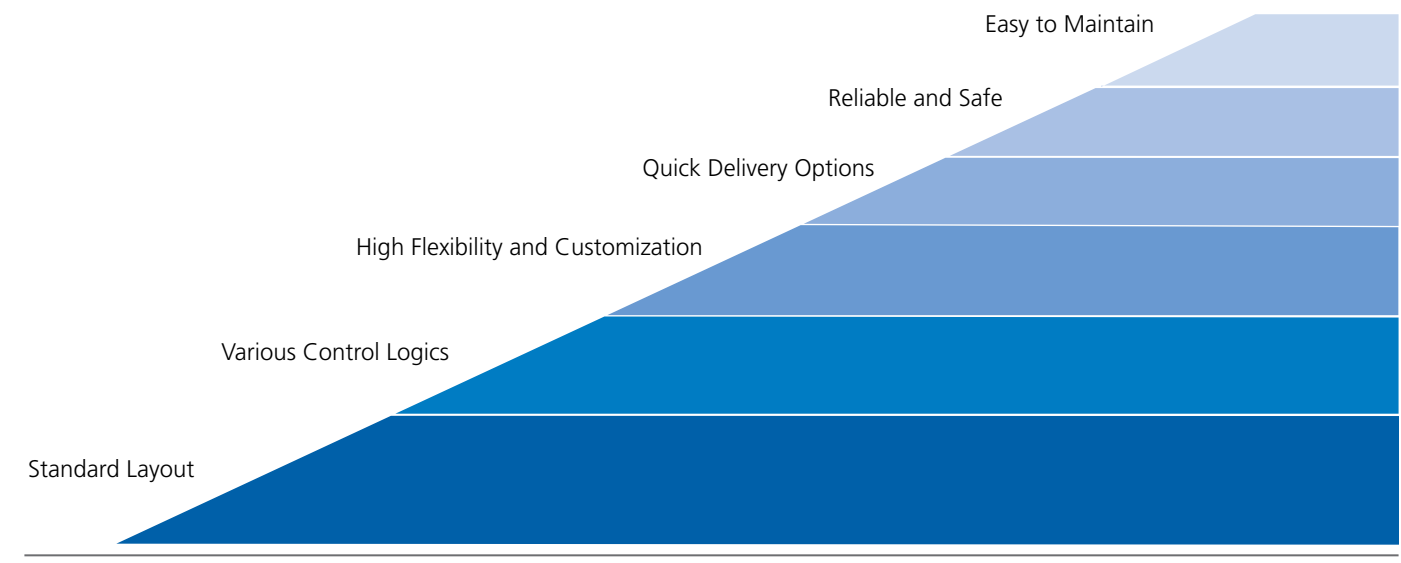 Easy to Maintain
Reliable and Safe
Quick Delivery Options
High Flexibility and Customization
Various Control Logics
Standard Layout